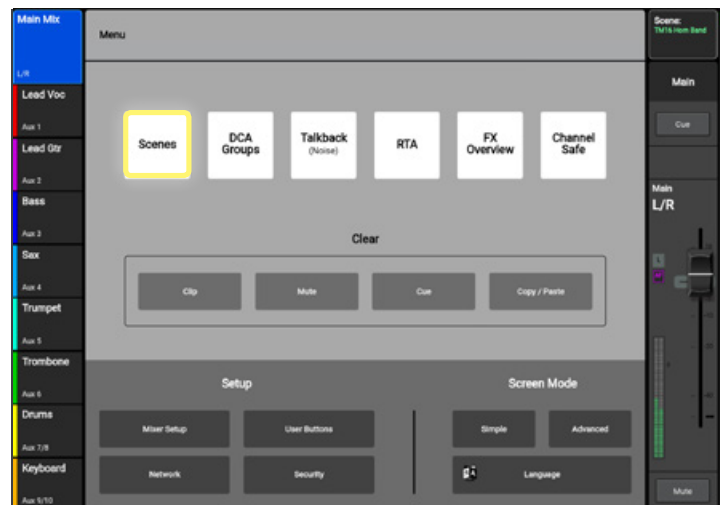 Main Mix
L/R
Lead Voc
Aux 1
Lead Gtr
Aux 2
Bass
Aux 3
Sax
Aux 4
Trumpet
Aux 5
Trombone
Aux 6
Drums
Aux 7/8
Keyboard
Aux 9/10
Menu
Scenes
DCA
Groups
Talkback
(Noise)
RTA
FX
Overview
Channel
Safe
Clear
Clip
Mute
Cue
Copy / Paste
Setup
Mixer Setup
User Buttons
Network
Security
Screen Mode
Simple
Advanced
Language
Scene:
TM16 Horn Band
Main
Cue
Main
L/R
Mute